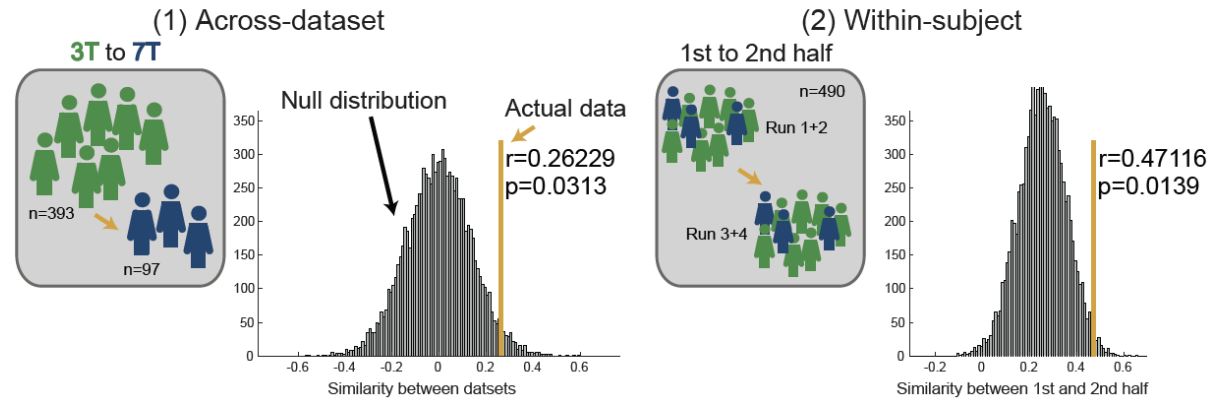 (1) Across-dataset
3T to 7T
n=393
n=97
Null distribution
Actual data
r=0.26229
p=0.0313
350
300
250
200
150
100
50
0
-0.6 -0.4 -0.2 0 0.2 0.4 0.6
Similarity between datsets
(2) Within-subject
1st to 2nd half
n=490
Run 1+2
Run 3+4
r=0.47116
p=0.0139
350
300
250
200
150
100
50
0
-0.2 0 0.2 0.4 0.6
Similarity between 1st and 2nd half